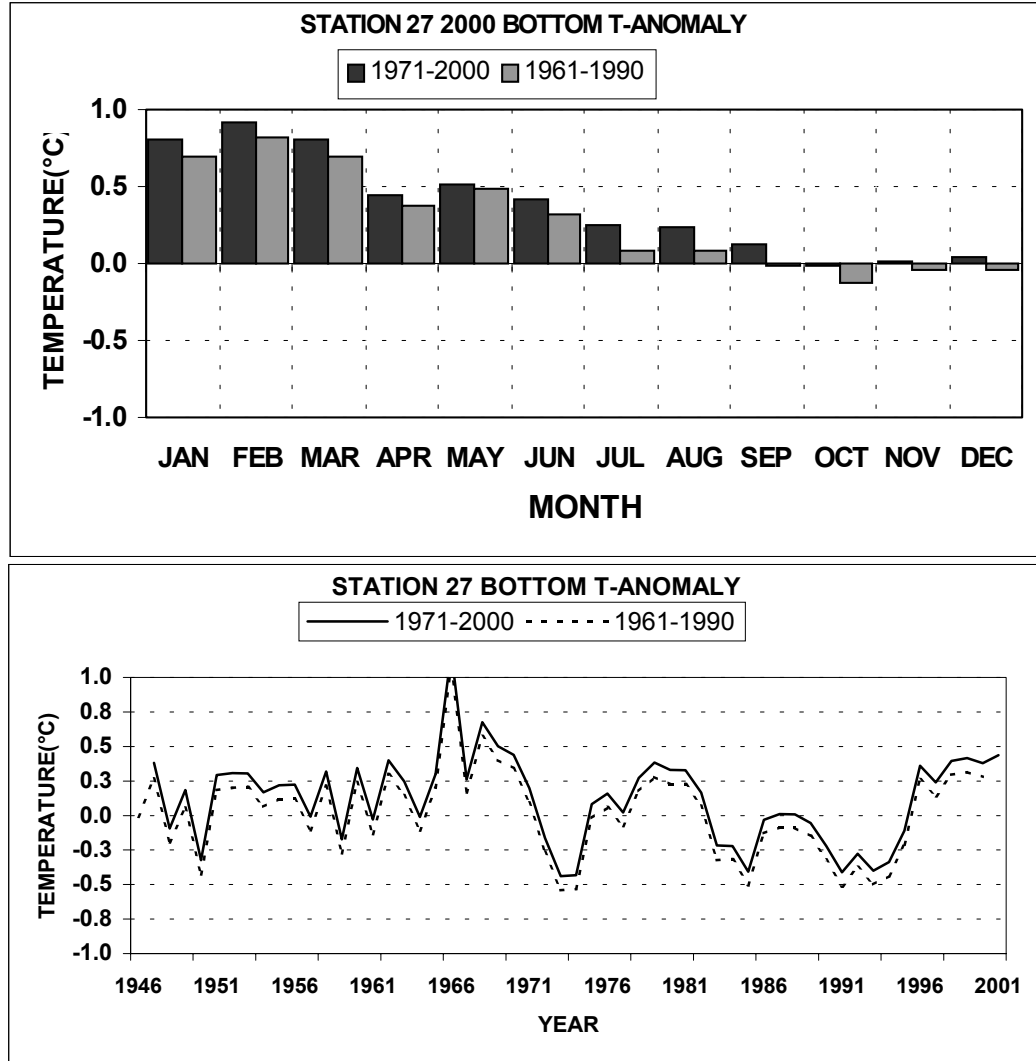 STATION 27 2000 BOTTOM T-ANOMALY
1971-2000 1961-1990
TEMPERATURE(°C)
1.0
0.5
0.0
-0.5
-1.0
JAN FEB MAR APR MAY JUN JUL AUG SEP OCT NOV DEC
MONTH
STATION 27 BOTTOM T-ANOMALY
1971-2000 1961-1990
TEMPERATURE(°C)
1.0
0.8
0.5
0.3
0.0
-0.3
-0.5
-0.8
-1.0
1946 1951 1956 1961 1966 1971 1976 1981 1986 1991 1996 2001
YEAR